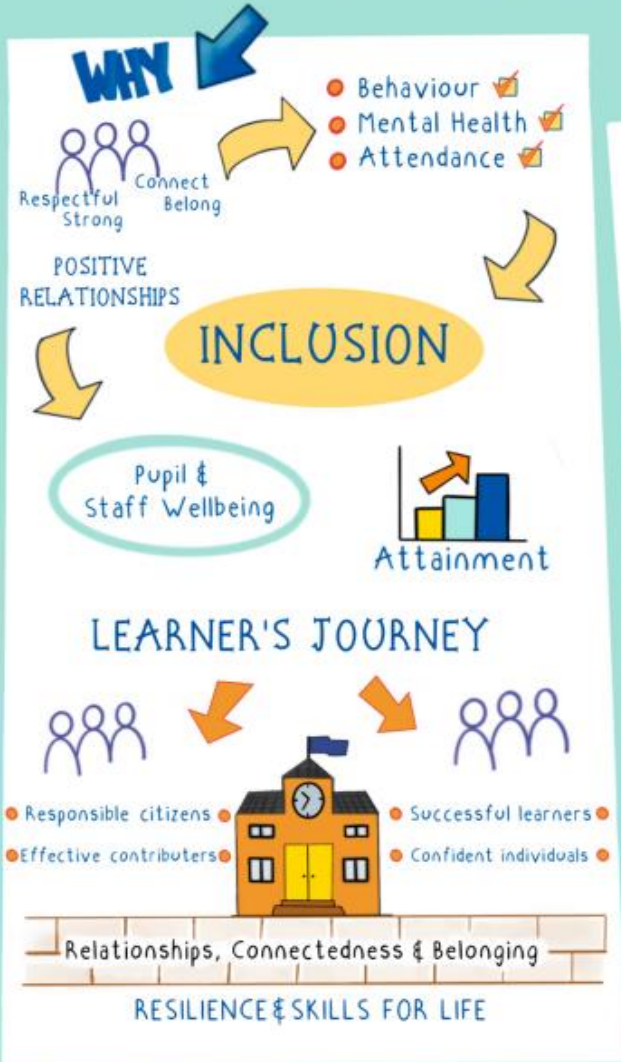 WHY
Behaviour
Mental Health
Attendance
Respectful
Strong
Connect
Belong
POSITIVE
RELATIONSHIPS
INCLUSION
Pupil &
Staff Wellbeing
Attainment
LEARNER'S JOURNEY
Responsible citizens
Effective contributers
Successful learners
Confident individuals
Relationships, Connectedness & Belonging
RESILIENCE & SKILLS FOR LIFE